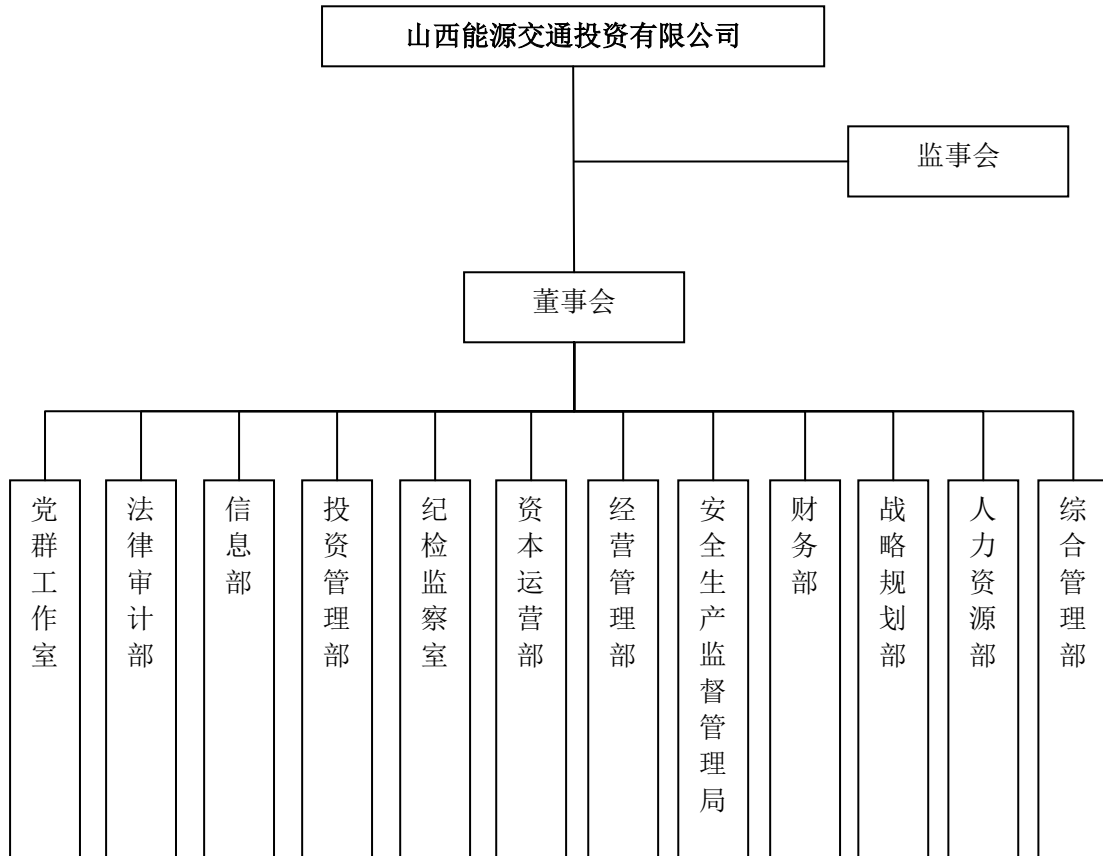 山西能源交通投资有限公司
监事会
董事会
党群工作室
法律审计部
信息部
投资管理部
纪检监察室
资本运营部
经营管理部
安全生产监督管理局
财务部
战略规划部
人力资源部
综合管理部